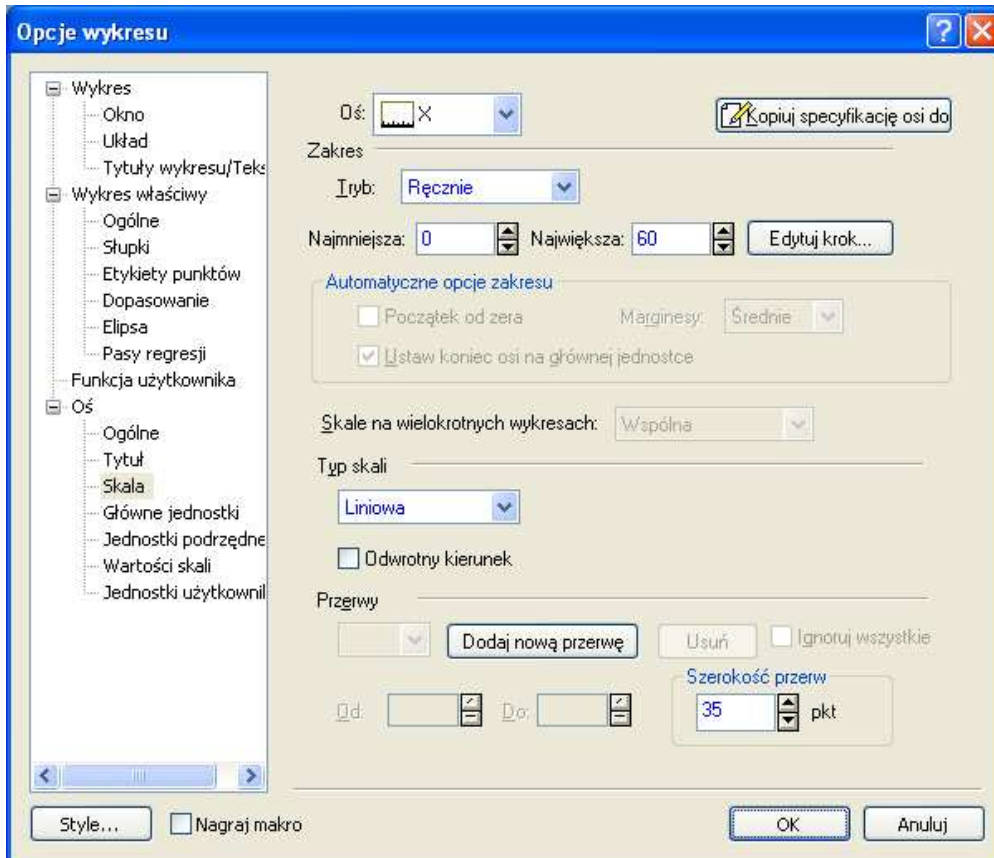 Opcje wykresu
Wykres
Okno
Układ
Tytuły wykresu/Teks
Wykres właściwy
Ogólne
Słupki
Etykiety punktów
Dopasowanie
Elipsa
Pasy regresji
Funkcja użytkownika
Oś
Ogólne
Tytuł
Skala
Główne jednostki
Jednostki podrzędne
Wartości skali
Jednostki użytkownil
Oś: X
Kopiuj specyfikację osi do
Zakres
Tryb: Ręcznie
Najmniejsza: 0 Największa: 60 Edytuj krok...
Automatyczne opcje zakresu
Początek od zera Marginesy: Średnie
Ustaw koniec osi na głównej jednostce
Skale na wielokrotnych wykresach: Wspólna
Typ skali
Liniowa
Odwrotny kierunek
Przerwy
Dodaj nową przerwę Usuń Ignoruj wszystkie
Szerokość przerw
Od: Do: 35 pkt
Style... Nagraj makro OK Anuluj